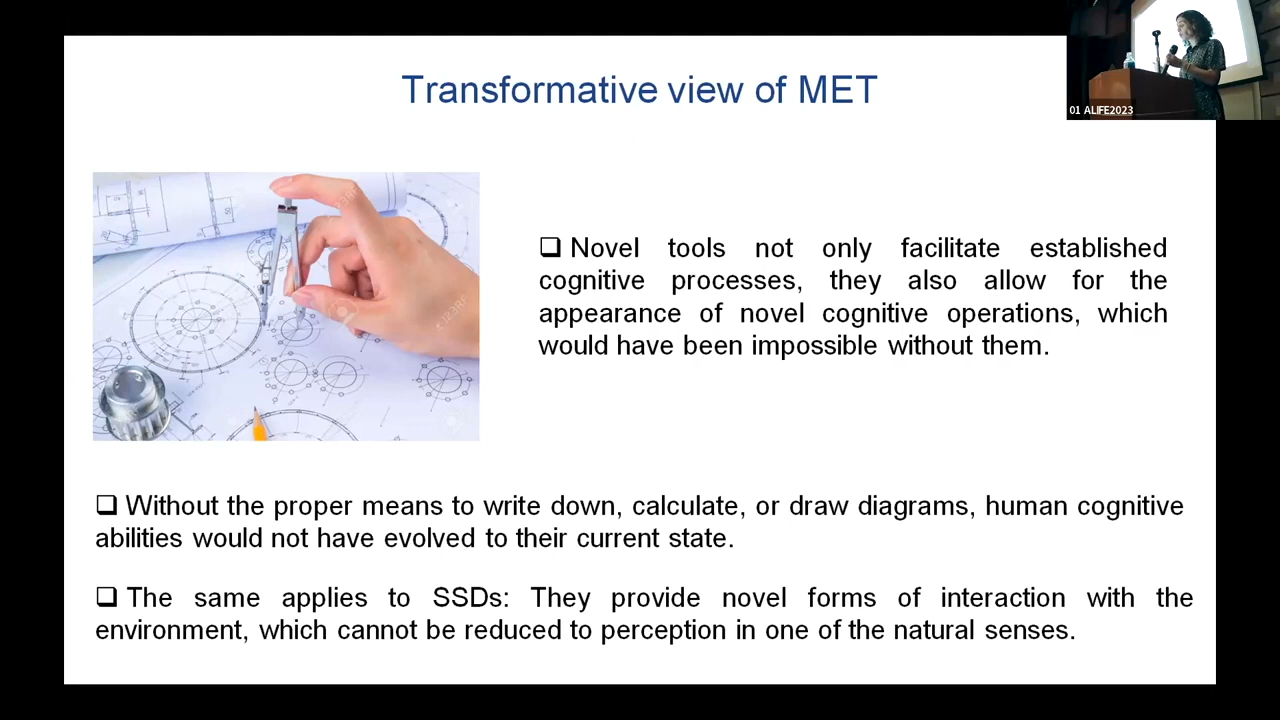 Transformative view of MET
01 ALIFE2023
❑ Novel tools not only facilitate established
cognitive processes, they also allow for the
appearance of novel cognitive operations, which
would have been impossible without them.
❑ Without the proper means to write down, calculate, or draw diagrams, human cognitive
abilities would not have evolved to their current state.
❑ The same applies to SSDs: They provide novel forms of interaction with the
environment, which cannot be reduced to perception in one of the natural senses.